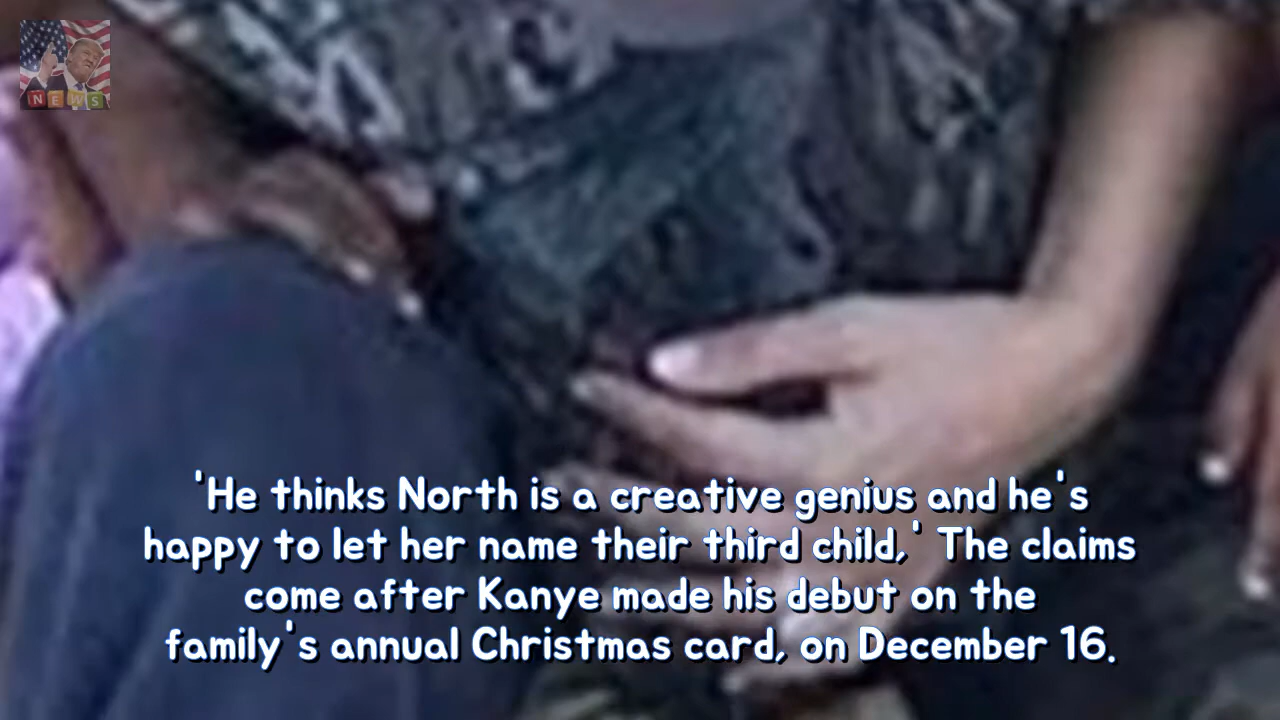 NEWS
'He thinks North is a creative genius and he's
happy to let her name their third child,' The claims
come after Kanye made his debut on the
family's annual Christmas card, on December 16.